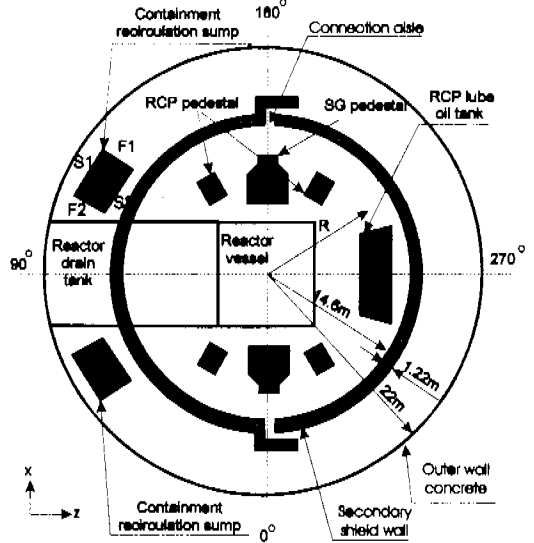 Containment
recirculation sump
180°
Connection aisle
RCP pedestal
SG pedestal
RCP lube
oil tank
F1
S1
F2
S2
Reactor
drain
tank
Reactor
vessel
R
90°
270°
14.6m
1.22m
22m
x
z
Containment
recirculation sump
0°
Secondary
shield wall
Outer wall
concrete